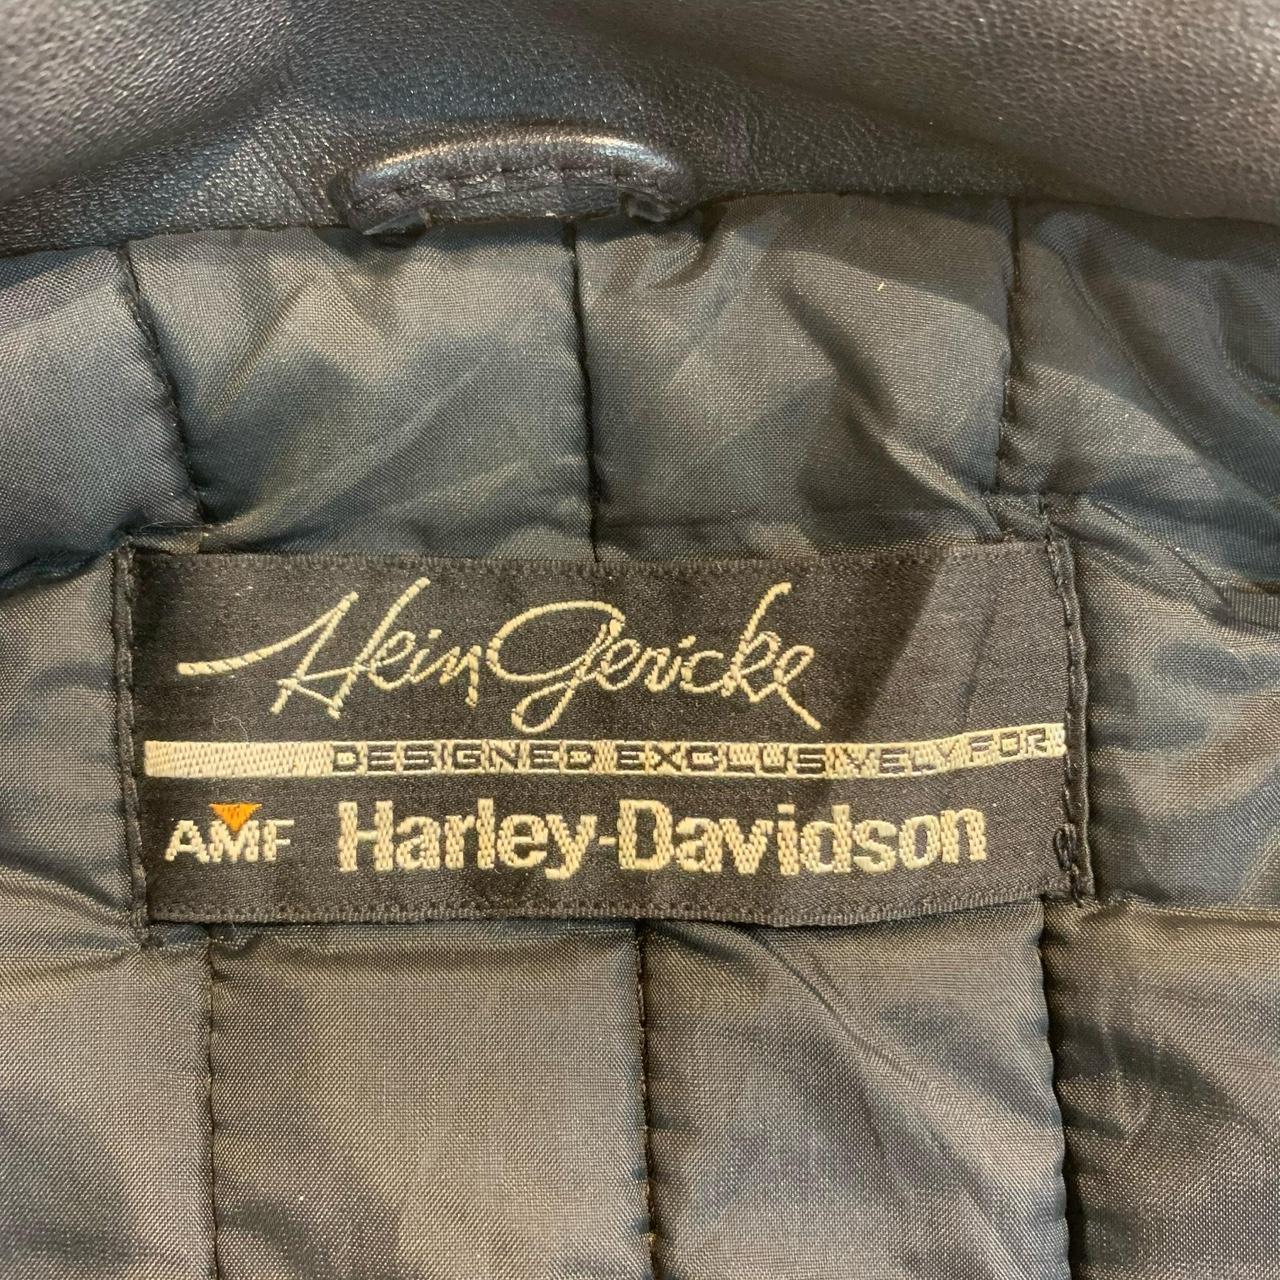 Hein Gericke
DESIGNED EXCLUSIVELY FOR
AMF Harley-Davidson